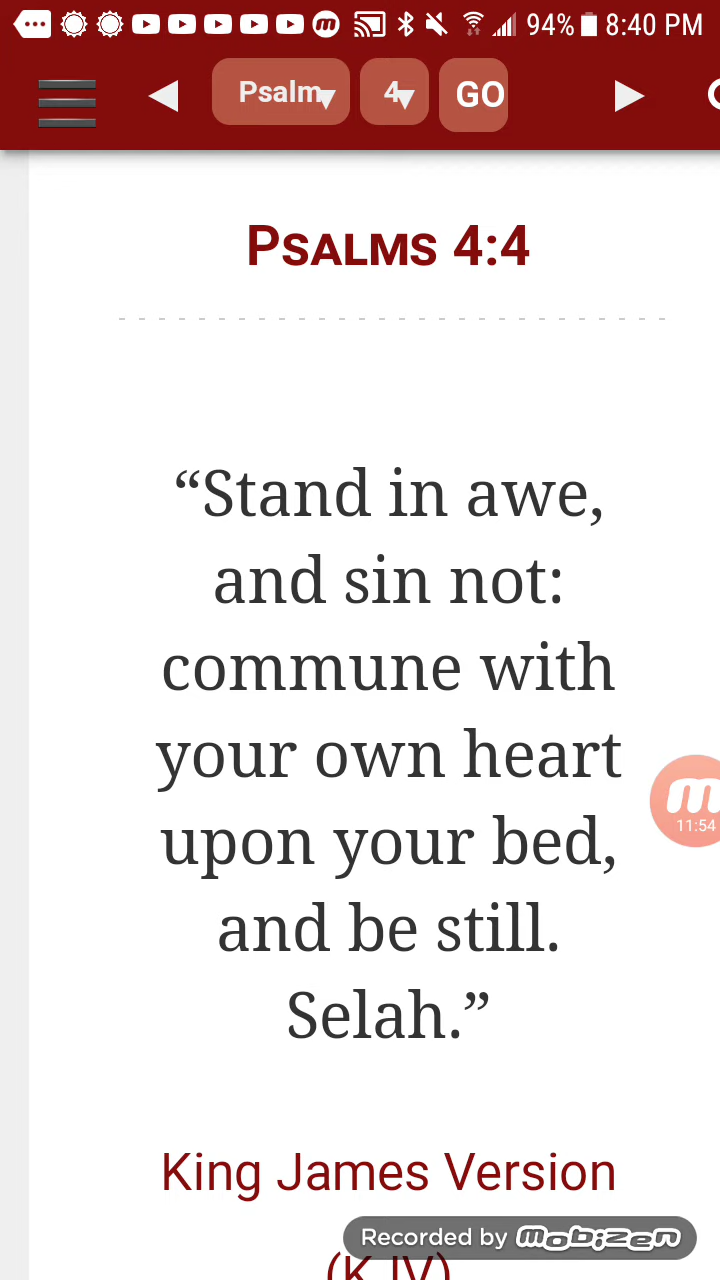 94% 8:40 PM
Psalm 4 GO
PSALMS 4:4
“Stand in awe,
and sin not:
commune with
your own heart
upon your bed,
and be still.
Selah.”
11:54
King James Version
Recorded by mobizen
(KJV)